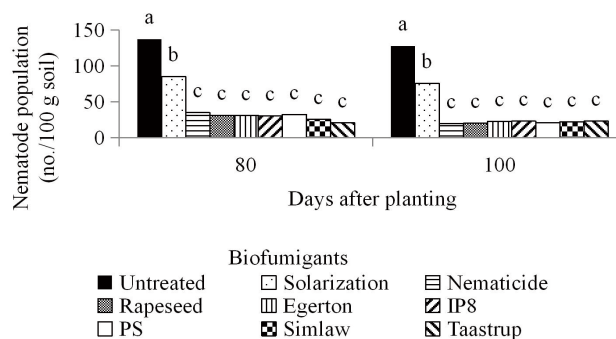 Nematode population
(no./100 g soil)
150
100
50
0
a
b
c c c c c c c
a
b
c c c c c c c
80
100
Days after planting
Biofumigants
Untreated Solarization Nematicide
Rapeseed Egerton IP8
PS Simlaw Taastrup